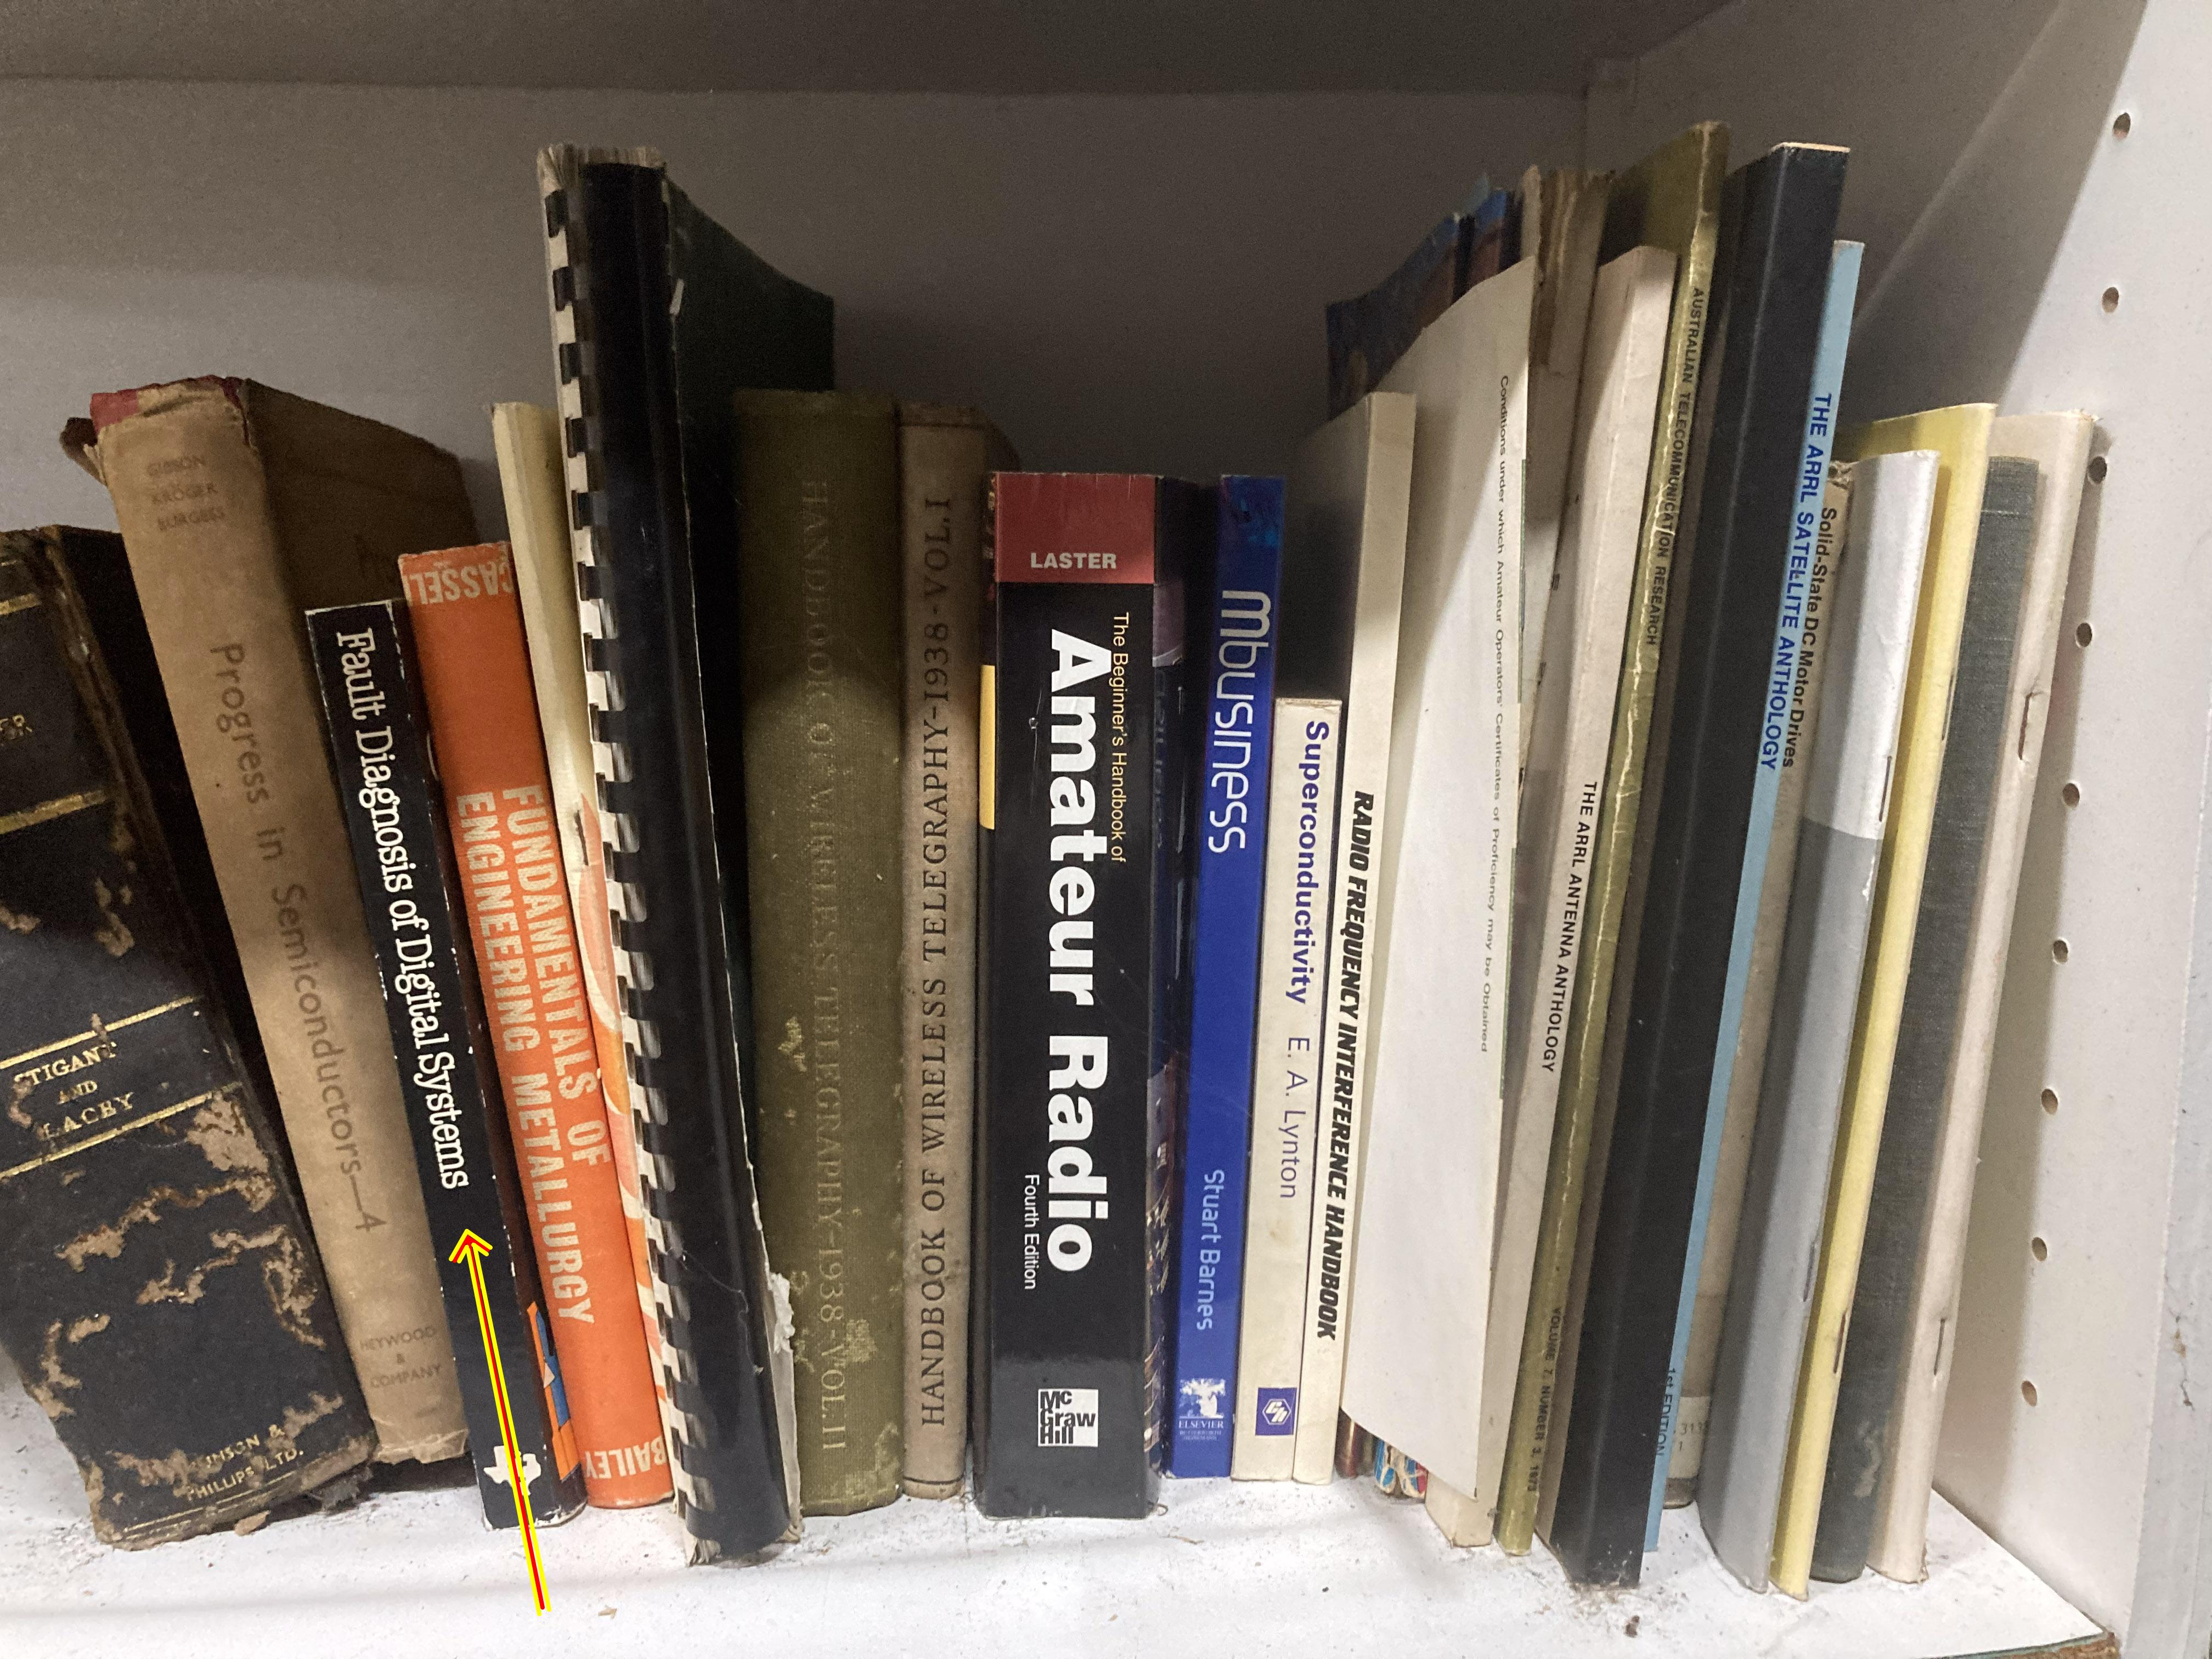 STIGANT
AND
LACEY
PHILLIPS LTD.
GIBSON
KROGER
BURGESS
Progress in Semiconductors—4
HEYWOOD
&
COMPANY
Fault Diagnosis of Digital Systems
CASSELL
FUNDAMENTALS OF
ENGINEERING METALLURGY
BAILEY
HANDBOOK OF WIRELESS TELEGRAPHY-1938-VOL.II
HANDBOOK OF WIRELESS TELEGRAPHY-1938-VOL.I
LASTER
The Beginner's Handbook of
Amateur Radio
Fourth Edition
Mc
Graw
Hill
mbusiness
Stuart Barnes
ELSEVIER
Superconductivity E. A. Lynton
RADIO FREQUENCY INTERFERENCE HANDBOOK
Conditions under which Amateur Operators' Certificates of Proficiency may be Obtained
THE ARRL ANTENNA ANTHOLOGY
AUSTRALIAN TELECOMMUNICATION RESEARCH
VOLUME 7, NUMBER 3, 1973
THE ARRL SATELLITE ANTHOLOGY
1st EDITION
Solid-State DC Motor Drives